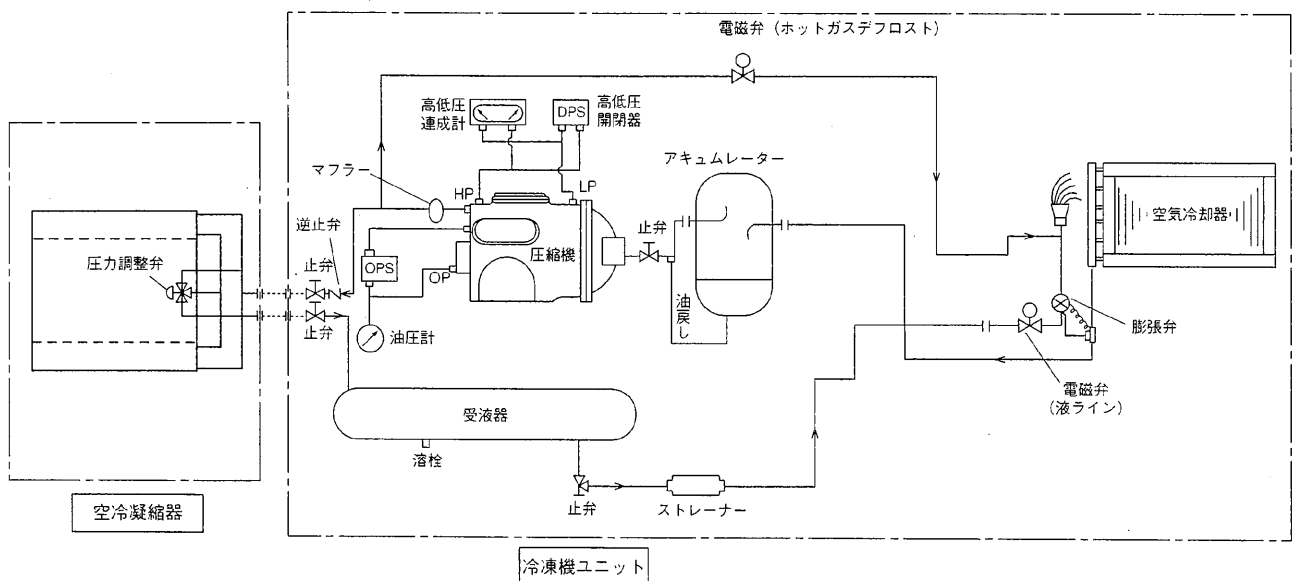 電磁弁（ホットガスデフロスト）
高低圧
連成計
DPS
高低圧
開閉器
アキュムレーター
マフラー
HP
LP
逆止弁
止弁
圧縮機
止弁
空気冷却器
圧力調整弁
OPS
OP
止弁
油圧計
油戻し
膨張弁
電磁弁
（液ライン）
受液器
溶栓
止弁
ストレーナー
空冷凝縮器
冷凍機ユニット